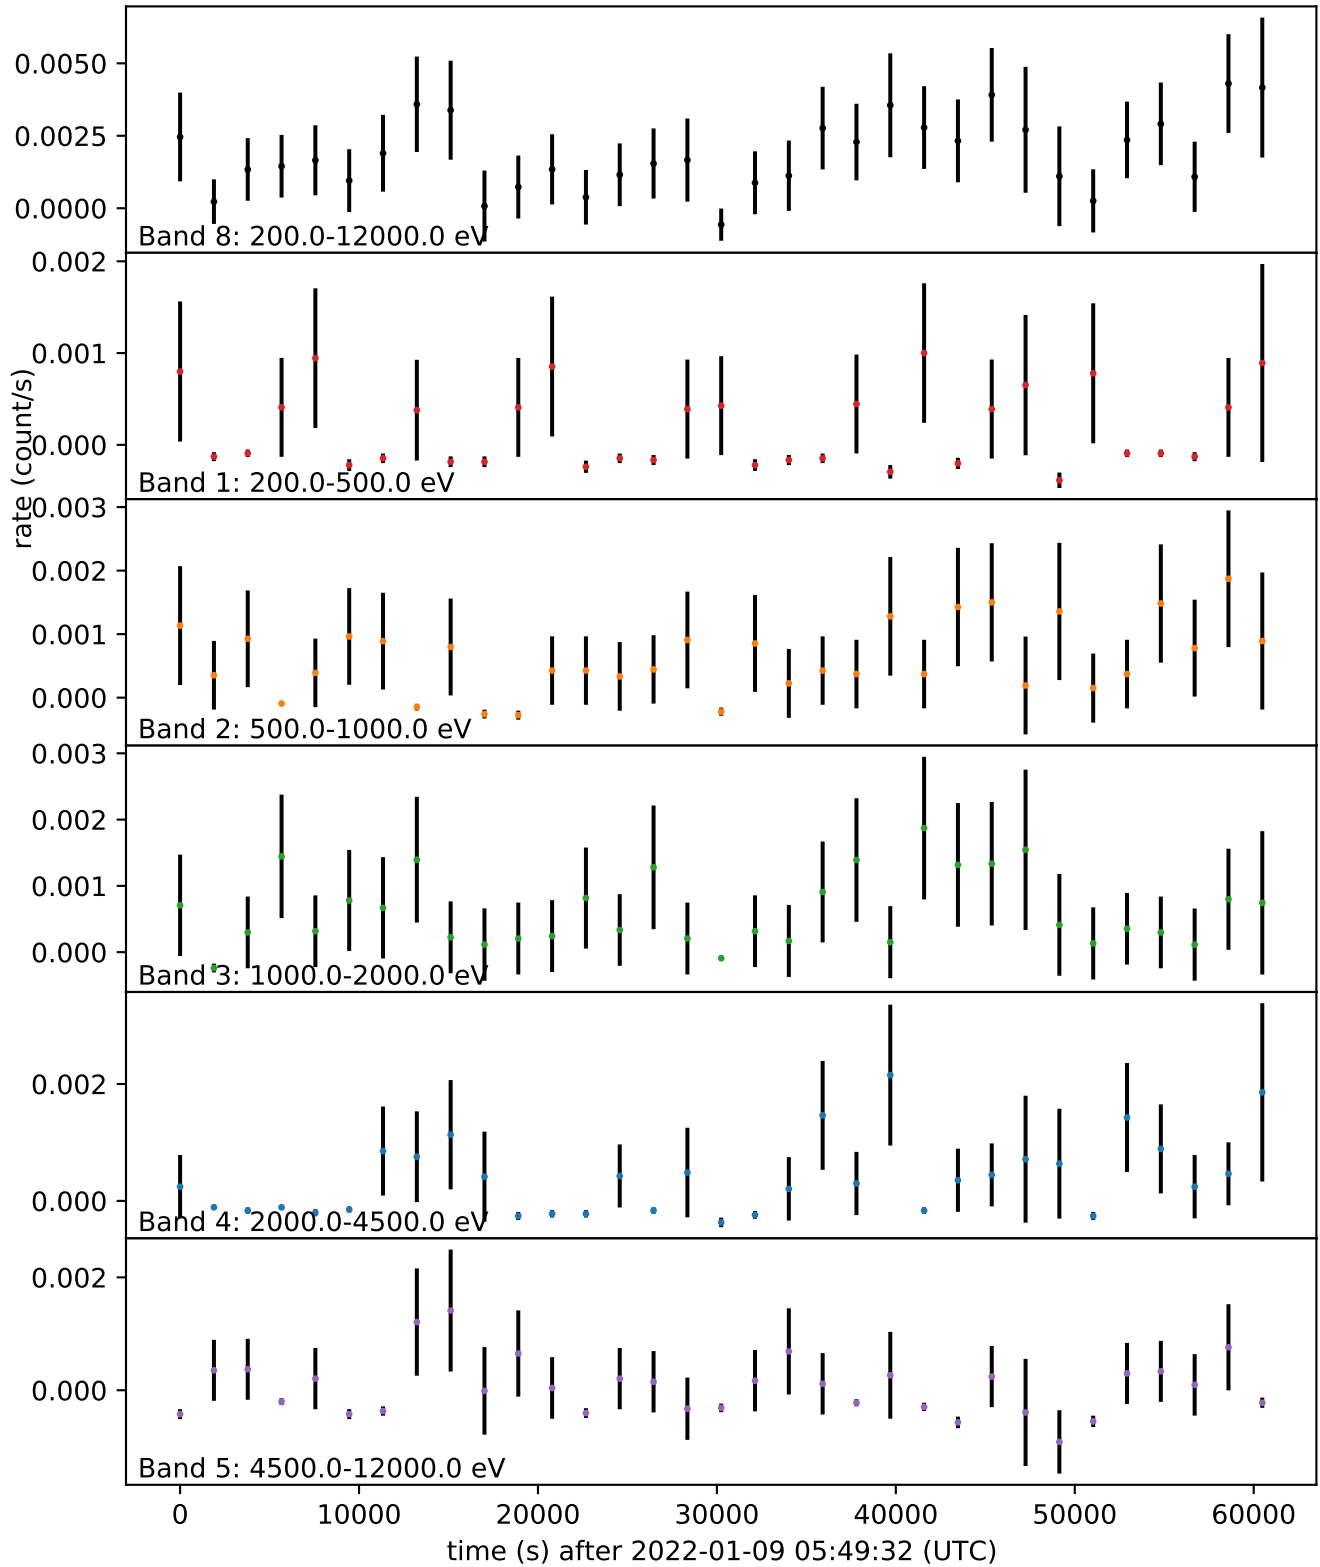 0.0050
0.0025
0.0000
Band 8: 200.0-12000.0 eV
0.002
0.001
0.000
Band 1: 200.0-500.0 eV
rate (count/s)
0.003
0.002
0.001
0.000
Band 2: 500.0-1000.0 eV
0.003
0.002
0.001
0.000
Band 3: 1000.0-2000.0 eV
0.002
0.000
Band 4: 2000.0-4500.0 eV
0.002
0.000
Band 5: 4500.0-12000.0 eV
0 10000 20000 30000 40000 50000 60000
time (s) after 2022-01-09 05:49:32 (UTC)